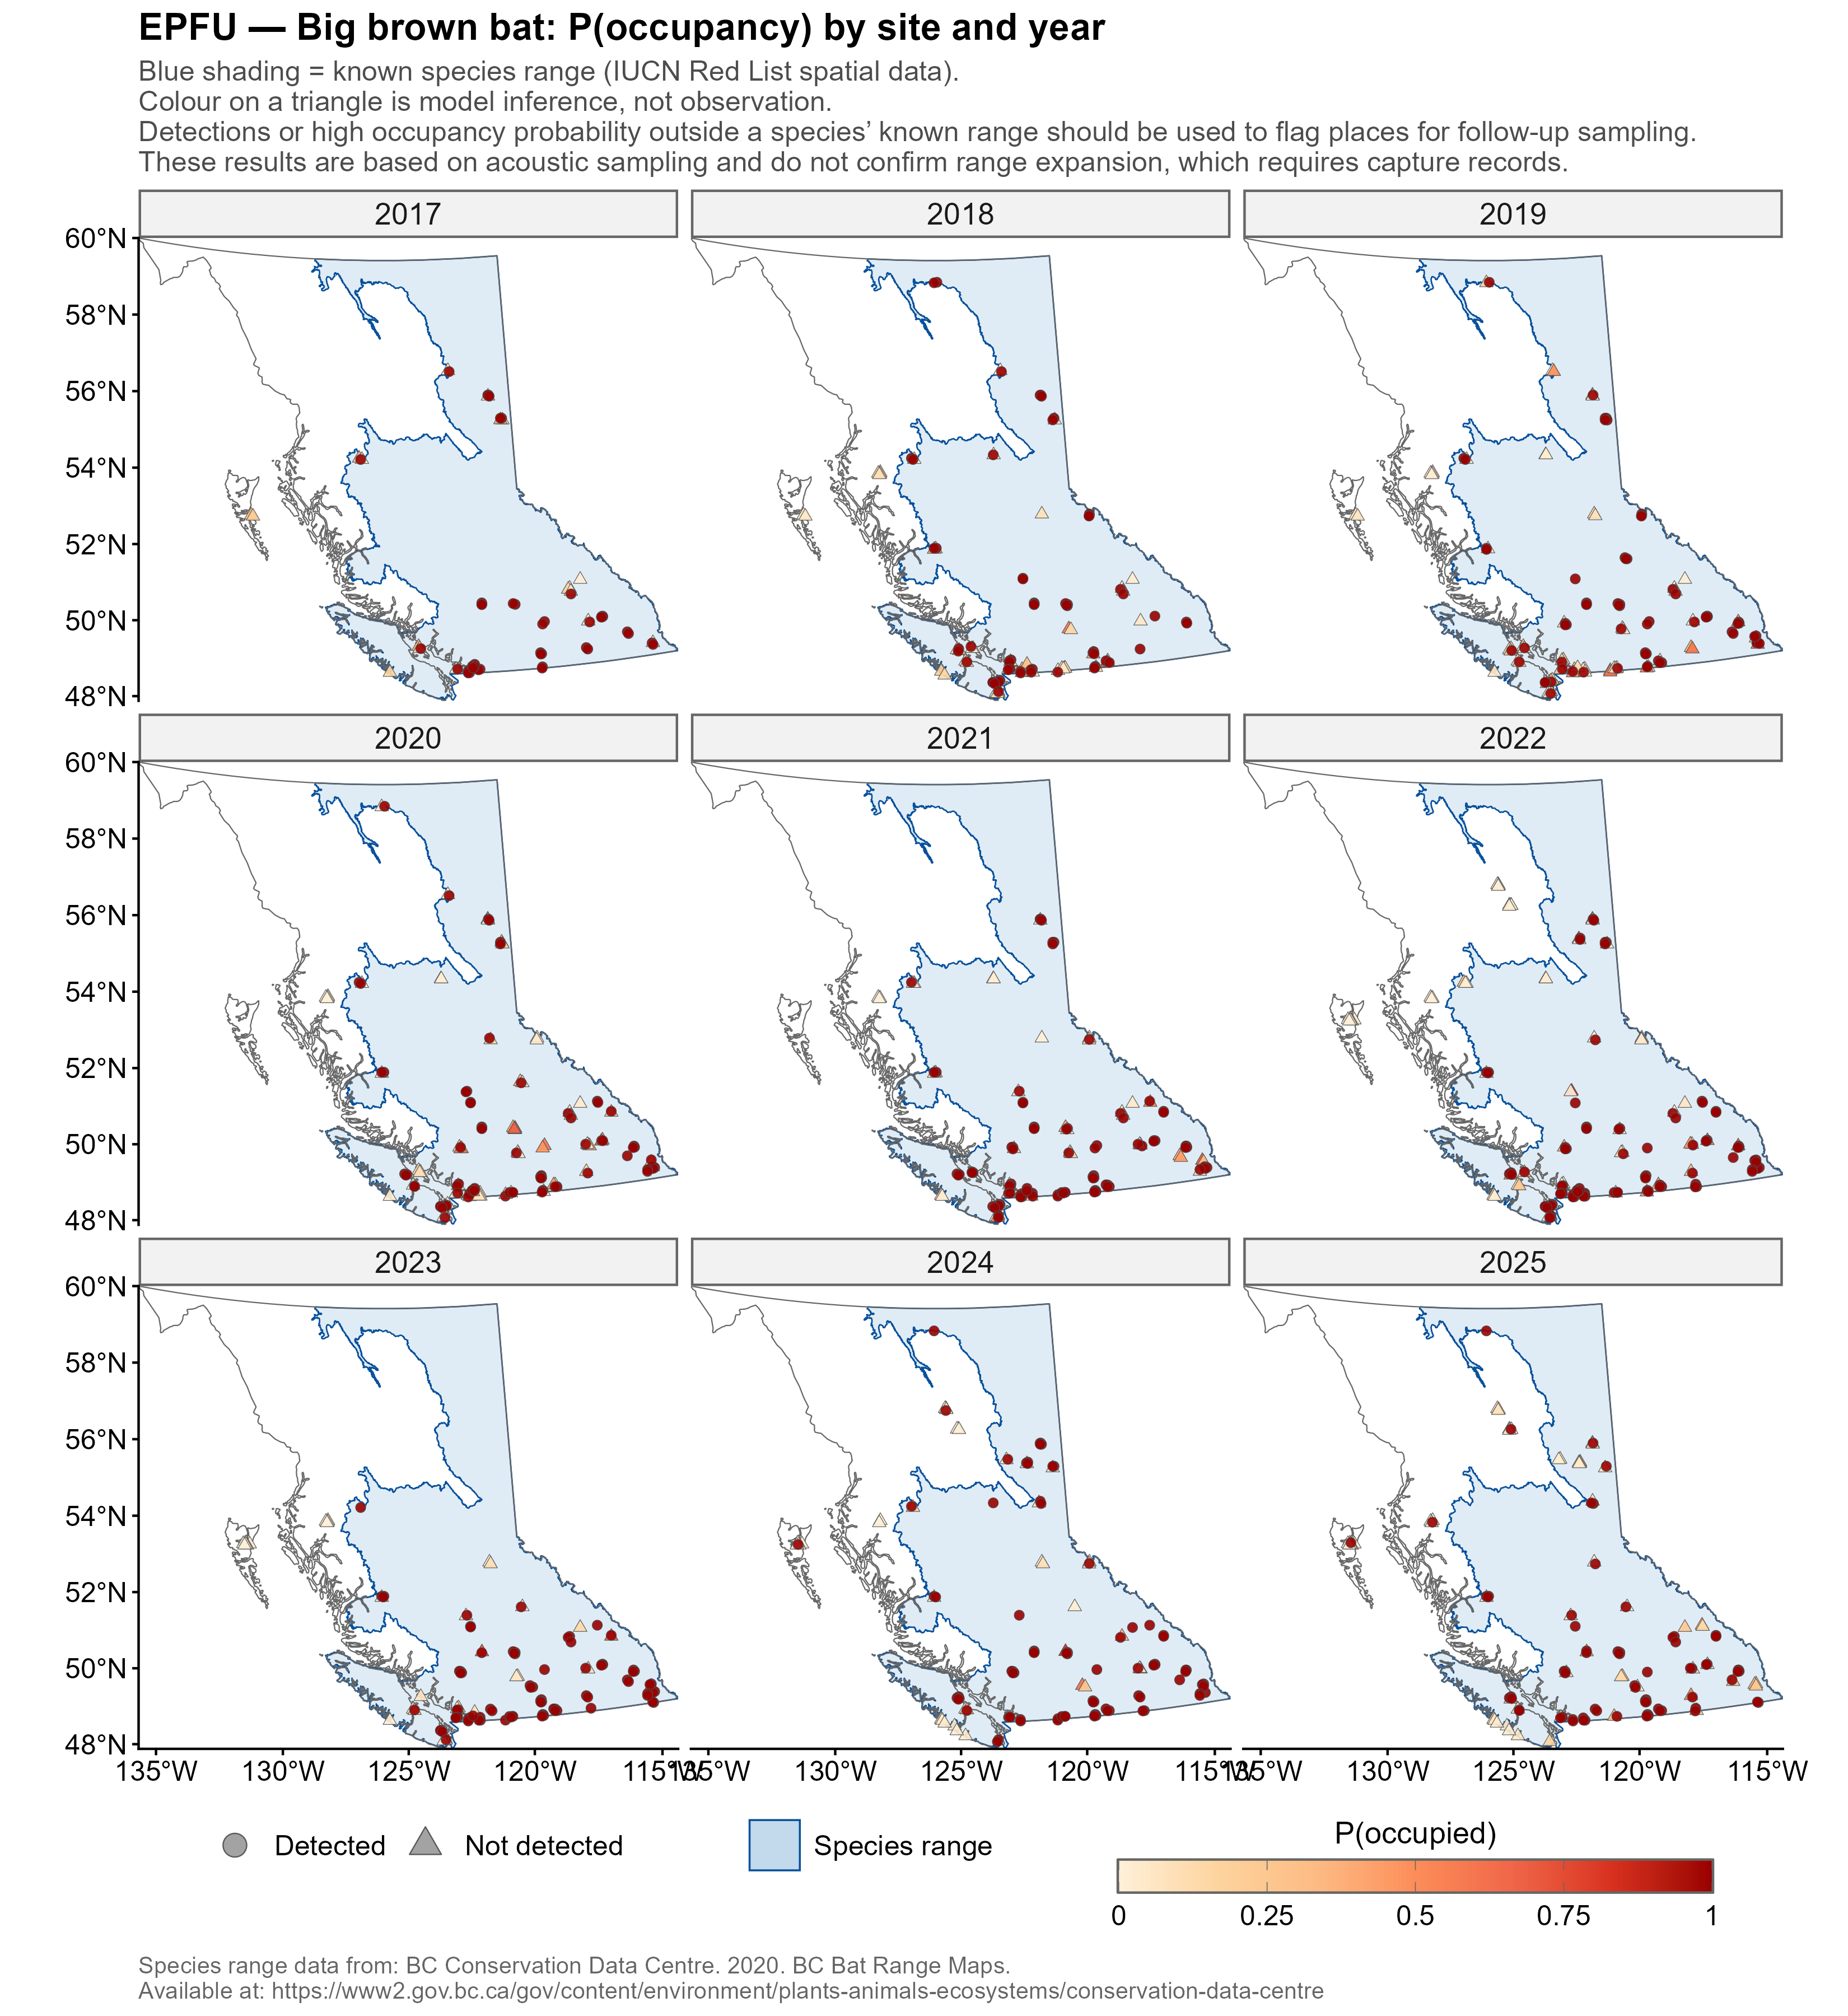 EPFU — Big brown bat: P(occupancy) by site and year
Blue shading = known species range (IUCN Red List spatial data).
Colour on a triangle is model inference, not observation.
Detections or high occupancy probability outside a species’ known range should be used to flag places for follow-up sampling.
These results are based on acoustic sampling and do not confirm range expansion, which requires capture records.
2017 2018 2019
60°N
58°N
56°N
54°N
52°N
50°N
48°N
2020 2021 2022
60°N
58°N
56°N
54°N
52°N
50°N
48°N
2023 2024 2025
60°N
58°N
56°N
54°N
52°N
50°N
48°N
135°W 130°W 125°W 120°W 115°W 135°W 130°W 125°W 120°W 115°W 135°W 130°W 125°W 120°W 115°W
Detected Not detected Species range
P(occupied)
0 0.25 0.5 0.75 1
Species range data from: BC Conservation Data Centre. 2020. BC Bat Range Maps.
Available at: https://www2.gov.bc.ca/gov/content/environment/plants-animals-ecosystems/conservation-data-centre